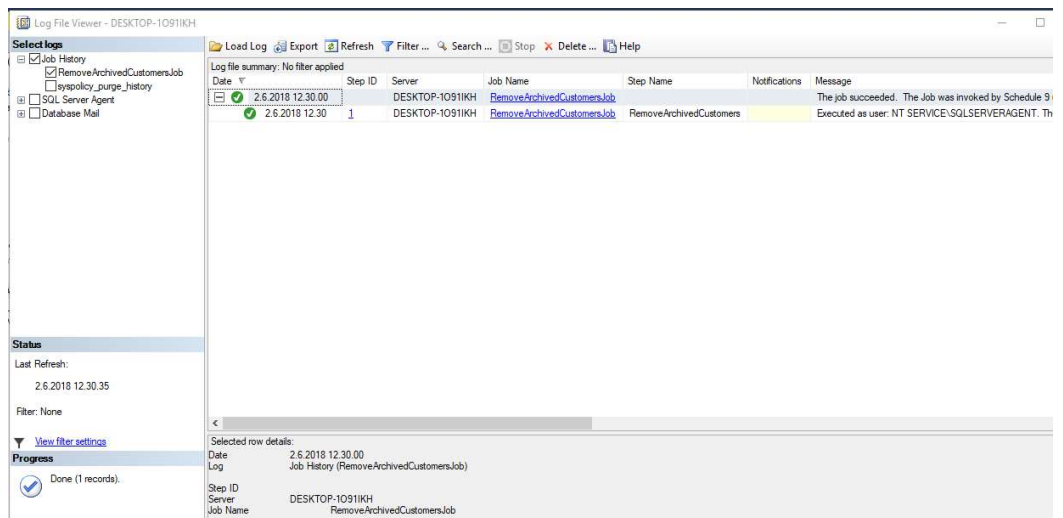 Log File Viewer - DESKTOP-1O91IKH
Select logs
Job History
RemoveArchivedCustomersJob
syspolicy_purge_history
SQL Server Agent
Database Mail
Load Log Export Refresh Filter ... Search ... Stop Delete ... Help
Log file summary: No filter applied
Date Step ID Server Job Name Step Name Notifications Message
2.6.2018 12.30.00 DESKTOP-1O91IKH RemoveArchivedCustomersJob The job succeeded. The Job was invoked by Schedule 9
2.6.2018 12.30 1 DESKTOP-1O91IKH RemoveArchivedCustomersJob RemoveArchivedCustomers Executed as user: NT SERVICE\SQLSERVERAGENT. Th
Status
Last Refresh:
2.6.2018 12.30.35
Filter: None
View filter settings
Progress
Done (1 records).
Selected row details:
Date 2.6.2018 12.30.00
Log Job History (RemoveArchivedCustomersJob)
Step ID
Server DESKTOP-1O91IKH
Job Name RemoveArchivedCustomersJob